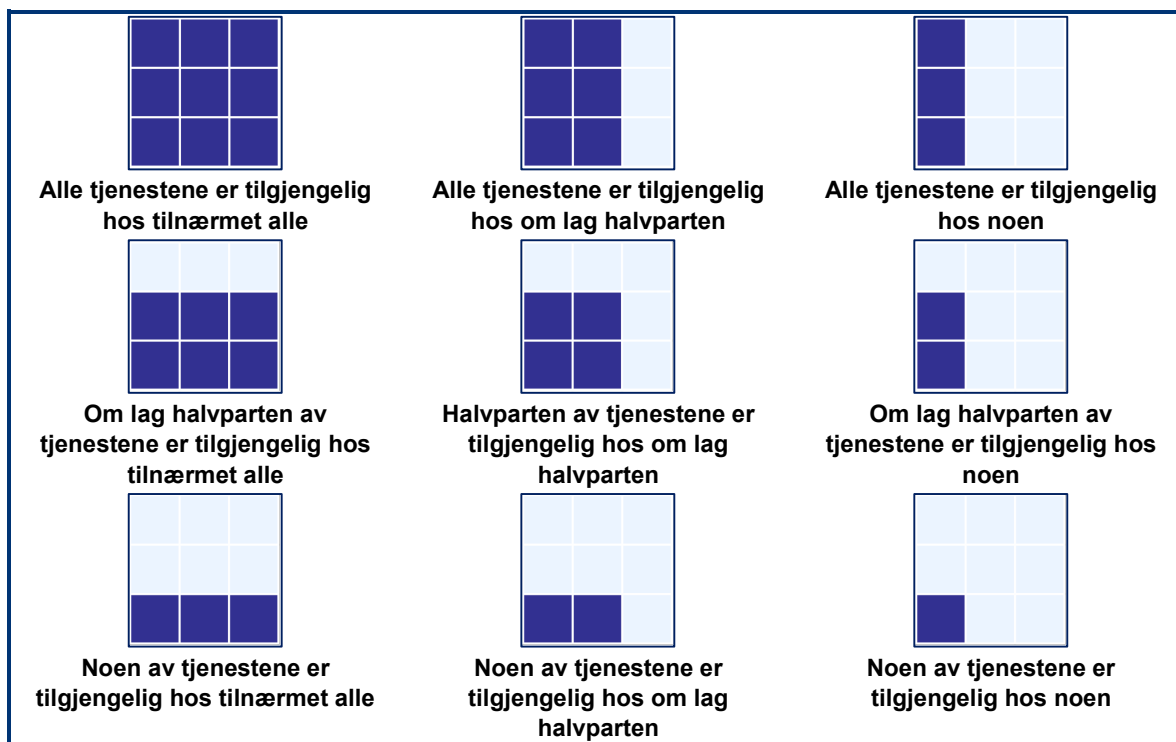 Alle tjenestene er tilgjengelig
hos tilnærmet alle
Alle tjenestene er tilgjengelig
hos om lag halvparten
Alle tjenestene er tilgjengelig
hos noen
Om lag halvparten av
tjenestene er tilgjengelig hos
tilnærmet alle
Halvparten av tjenestene er
tilgjengelig hos om lag
halvparten
Om lag halvparten av
tjenestene er tilgjengelig hos
noen
Noen av tjenestene er
tilgjengelig hos tilnærmet alle
Noen av tjenestene er
tilgjengelig hos om lag
halvparten
Noen av tjenestene er
tilgjengelig hos noen